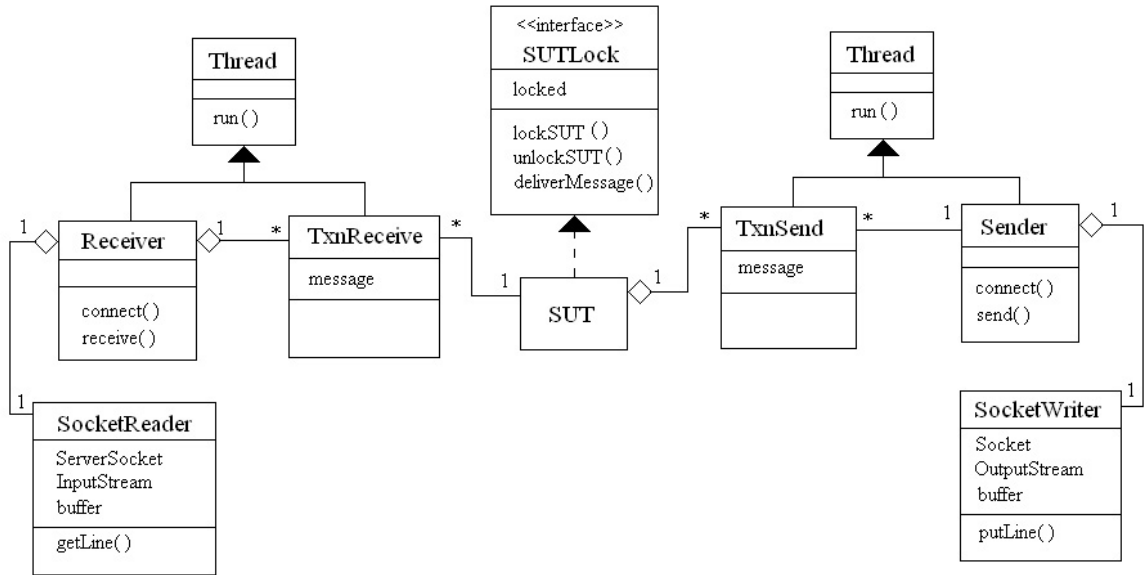 Thread
run()
<<interface>>
SUTLock
locked
lockSUT ()
unlockSUT()
deliverMessage()
Thread
run()
1
Receiver
connect()
receive()
1
*
TxnReceive
message
*
1
SUT
1
*
TxnSend
message
*
1
Sender
connect()
send()
1
1
SocketReader
ServerSocket
InputStream
buffer
getLine()
1
SocketWriter
Socket
OutputStream
buffer
putLine()